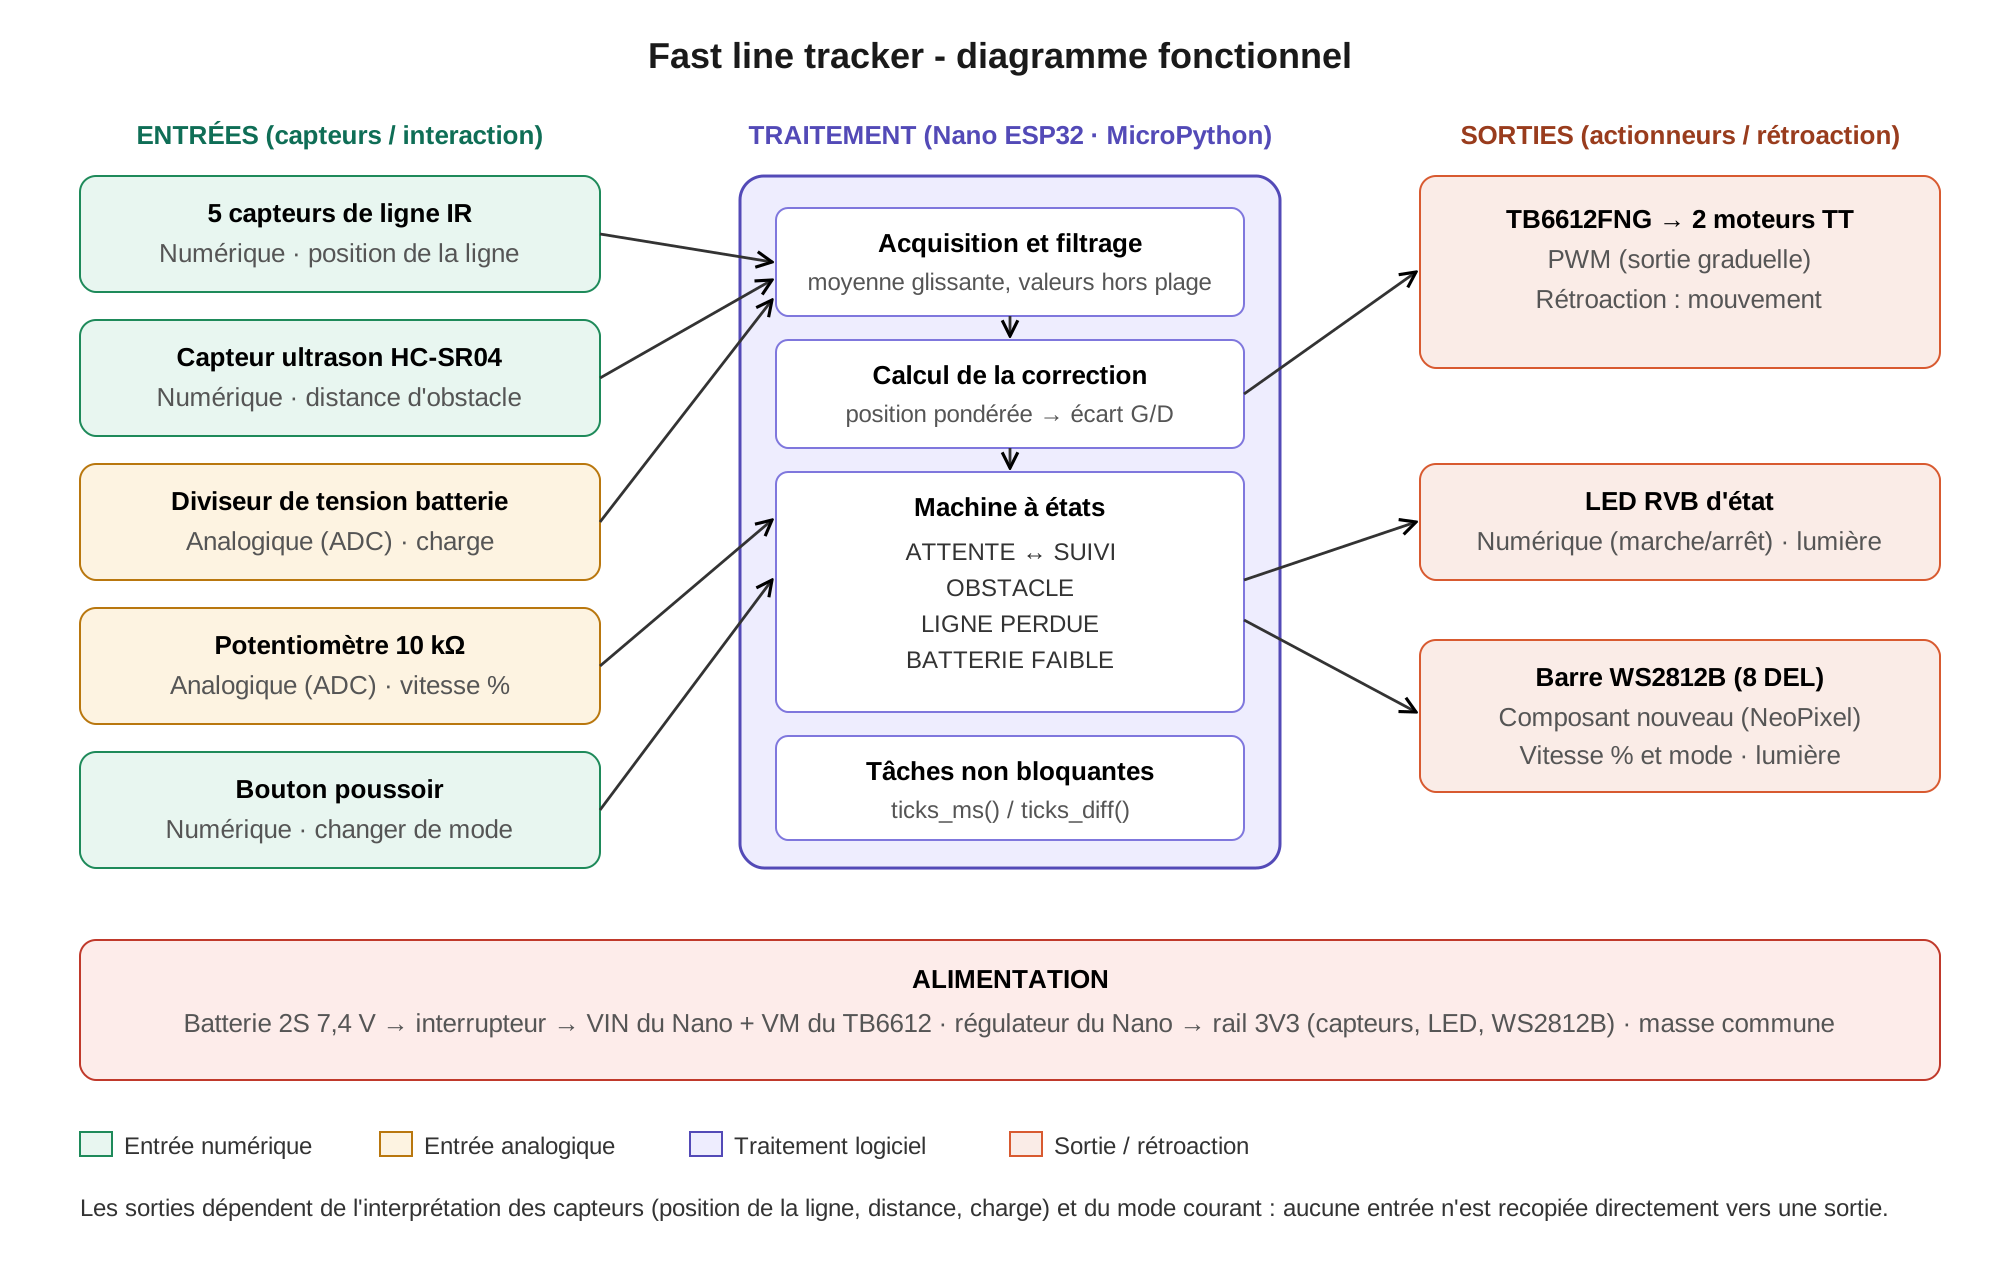 Fast line tracker - diagramme fonctionnel
ENTRÉES (capteurs / interaction)
5 capteurs de ligne IR
Numérique · position de la ligne
Capteur ultrason HC-SR04
Numérique · distance d'obstacle
Diviseur de tension batterie
Analogique (ADC) · charge
Potentiomètre 10 kΩ
Analogique (ADC) · vitesse %
Bouton poussoir
Numérique · changer de mode
TRAITEMENT (Nano ESP32 · MicroPython)
Acquisition et filtrage
moyenne glissante, valeurs hors plage
Calcul de la correction
position pondérée → écart G/D
Machine à états
ATTENTE ↔ SUIVI
OBSTACLE
LIGNE PERDUE
BATTERIE FAIBLE
Tâches non bloquantes
ticks_ms() / ticks_diff()
SORTIES (actionneurs / rétroaction)
TB6612FNG → 2 moteurs TT
PWM (sortie graduelle)
Rétroaction : mouvement
LED RVB d'état
Numérique (marche/arrêt) · lumière
Barre WS2812B (8 DEL)
Composant nouveau (NeoPixel)
Vitesse % et mode · lumière
ALIMENTATION
Batterie 2S 7,4 V → interrupteur → VIN du Nano + VM du TB6612 · régulateur du Nano → rail 3V3 (capteurs, LED, WS2812B) · masse commune
Entrée numérique
Entrée analogique
Traitement logiciel
Sortie / rétroaction
Les sorties dépendent de l'interprétation des capteurs (position de la ligne, distance, charge) et du mode courant : aucune entrée n'est recopiée directement vers une sortie.